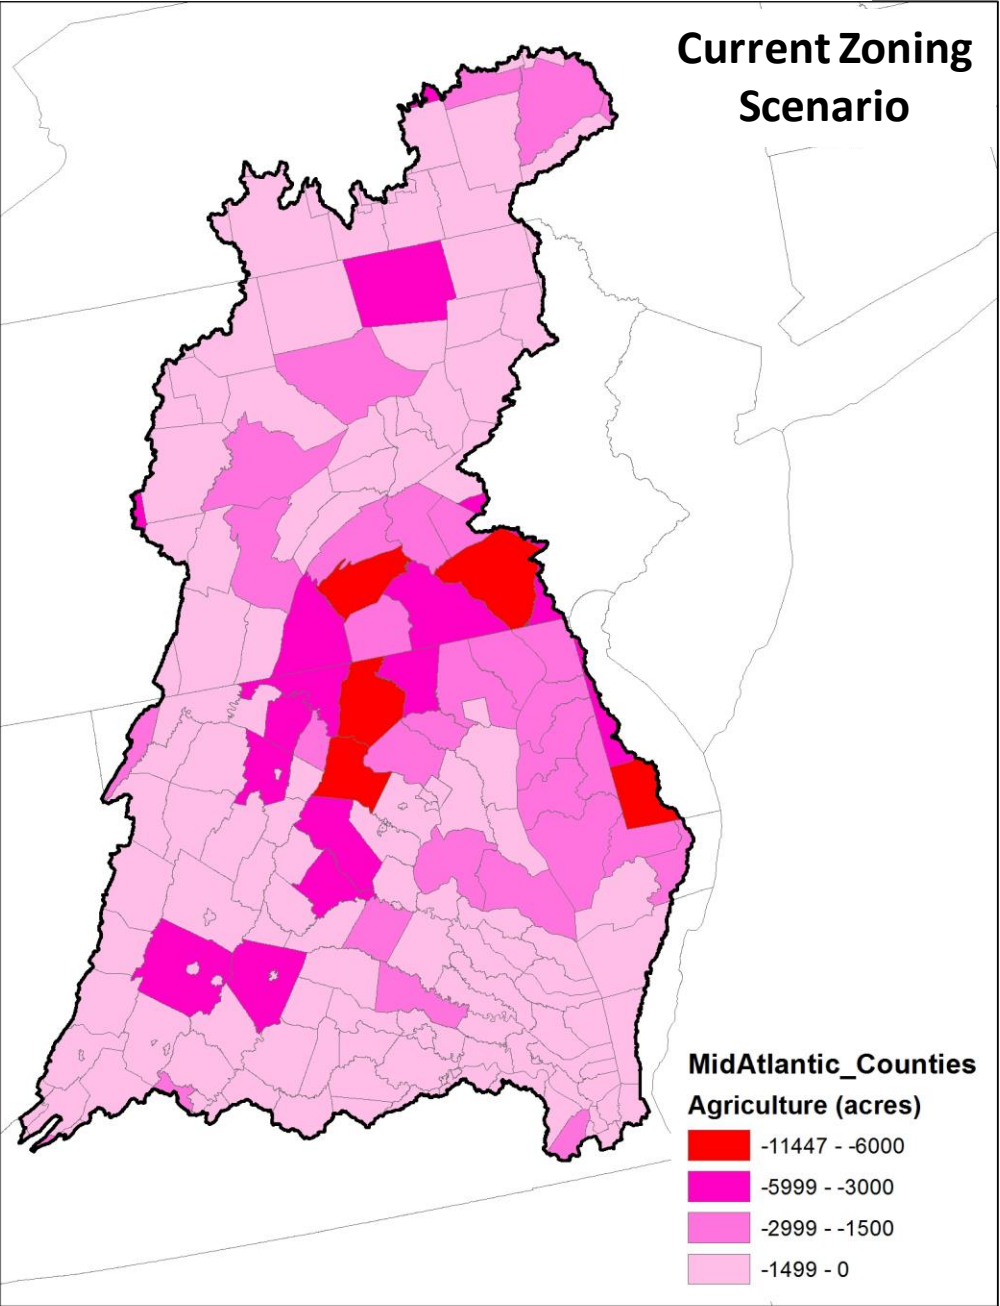 Current Zoning
Scenario
MidAtlantic_Counties
Agriculture (acres)
-11447 - -6000
-5999 - -3000
-2999 - -1500
-1499 - 0